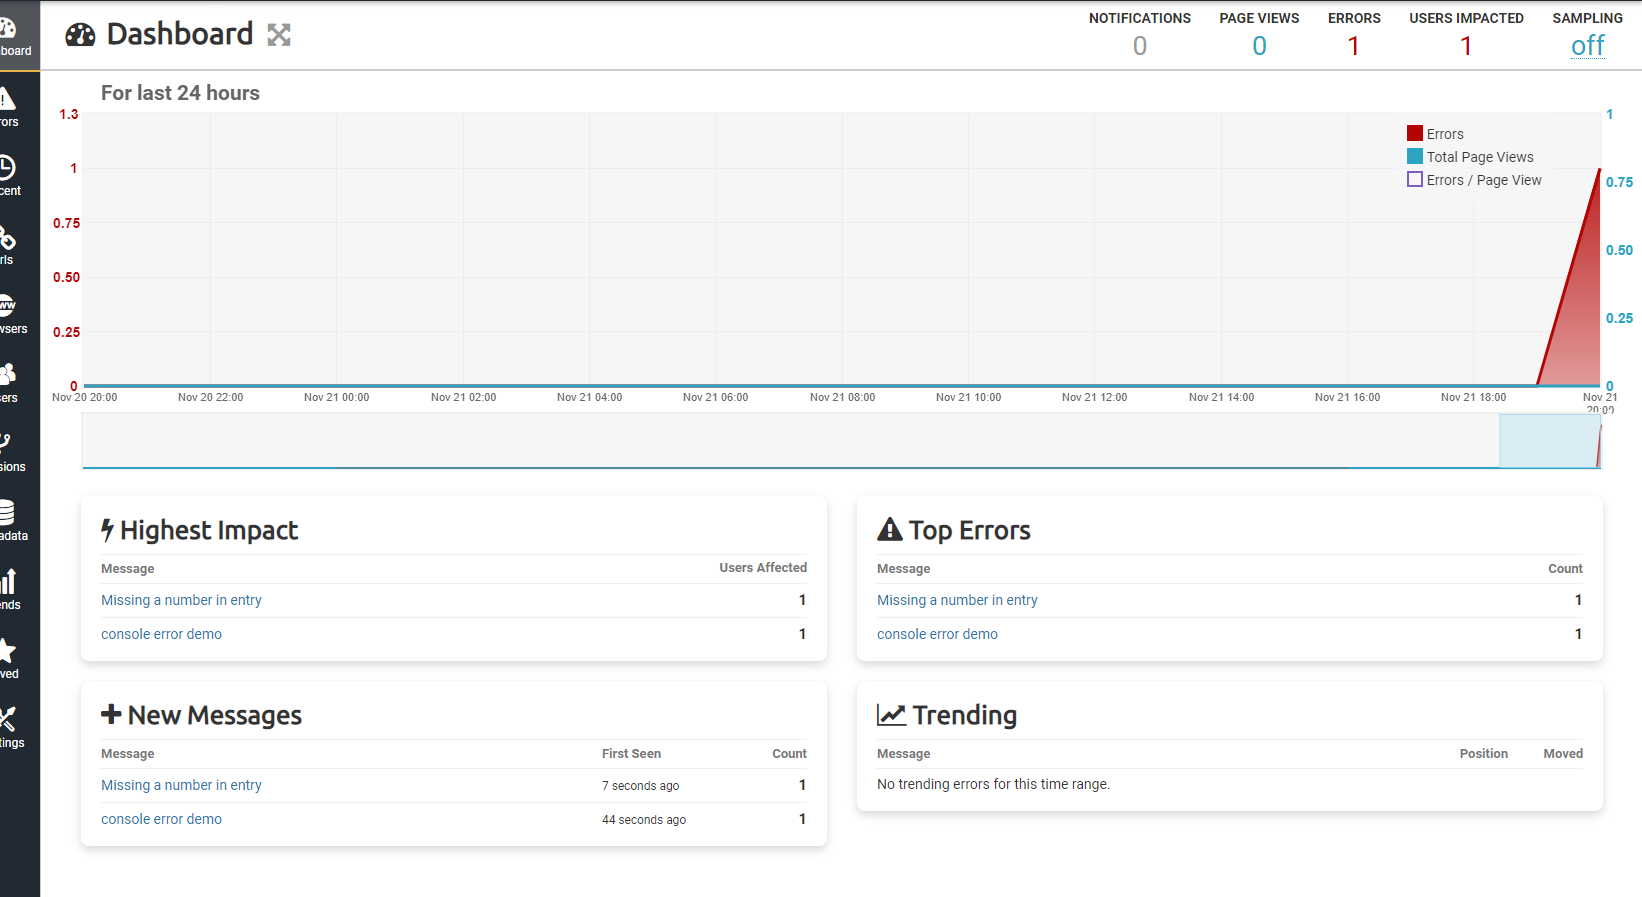 Dashboard
NOTIFICATIONS PAGE VIEWS ERRORS USERS IMPACTED SAMPLING
0 0 1 1 off
board
rors
cent
rls
wsers
sers
sions
adata
ends
ved
tings
For last 24 hours
1.3
1
0.75
0.50
0.25
0
1
0.75
0.50
0.25
0
Errors
Total Page Views
Errors / Page View
Nov 20 20:00 Nov 20 22:00 Nov 21 00:00 Nov 21 02:00 Nov 21 04:00 Nov 21 06:00 Nov 21 08:00 Nov 21 10:00 Nov 21 12:00 Nov 21 14:00 Nov 21 16:00 Nov 21 18:00 Nov 21
20:00
Highest Impact
Message Users Affected
Missing a number in entry 1
console error demo 1
Top Errors
Message Count
Missing a number in entry 1
console error demo 1
New Messages
Message First Seen Count
Missing a number in entry 7 seconds ago 1
console error demo 44 seconds ago 1
Trending
Message Position Moved
No trending errors for this time range.